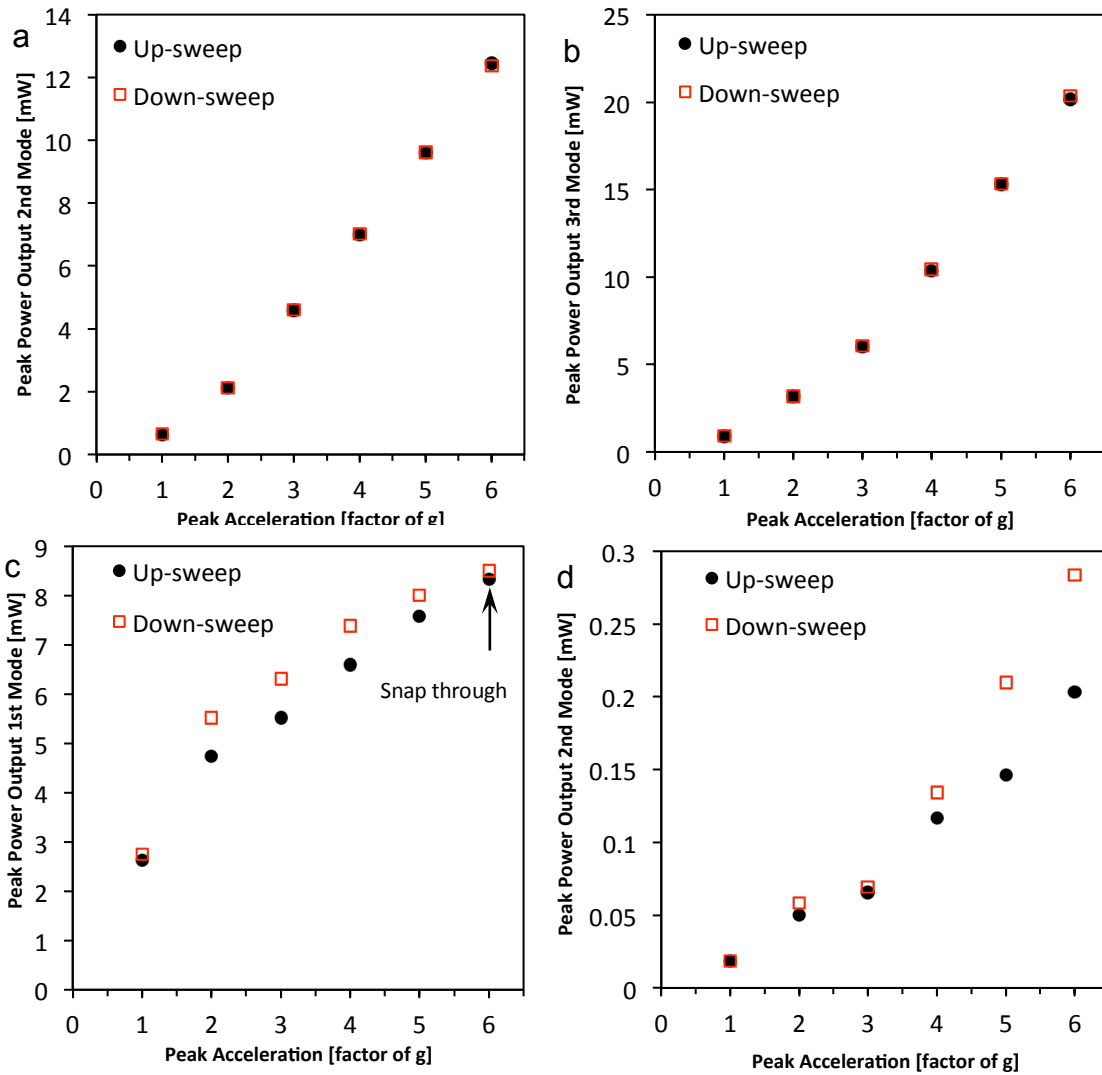 a
Up-sweep
Down-sweep
Peak Power Output 2nd Mode [mW]
14
12
10
8
6
4
2
0
0 1 2 3 4 5 6
Peak Acceleration [factor of g]
b
Up-sweep
Down-sweep
Peak Power Output 3rd Mode [mW]
25
20
15
10
5
0
0 1 2 3 4 5 6
Peak Acceleration [factor of g]
c
Up-sweep
Down-sweep
Snap through
Peak Power Output 1st Mode [mW]
9
8
7
6
5
4
3
2
1
0
0 1 2 3 4 5 6
Peak Acceleration [factor of g]
d
Up-sweep
Down-sweep
Peak Power Output 2nd Mode [mW]
0.3
0.25
0.2
0.15
0.1
0.05
0
0 1 2 3 4 5 6
Peak Acceleration [factor of g]